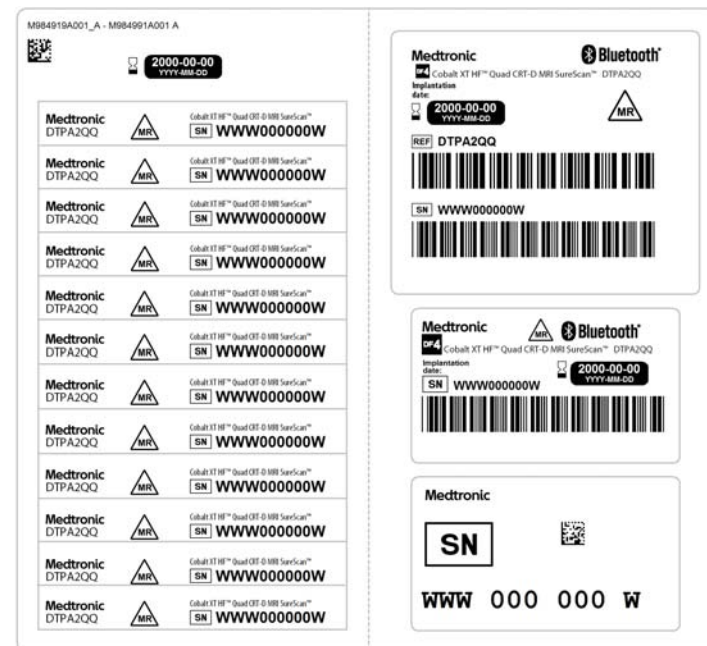 M984919A001_A - M984991A001 A
2000-00-00
YYYY-MM-DD
Medtronic
DTPA2QQ
MR
Cobalt XT HF™ Quad CRT-D MRI SureScan™
SN WWW000000W
Medtronic
DTPA2QQ
MR
Cobalt XT HF™ Quad CRT-D MRI SureScan™
SN WWW000000W
Medtronic
DTPA2QQ
MR
Cobalt XT HF™ Quad CRT-D MRI SureScan™
SN WWW000000W
Medtronic
DTPA2QQ
MR
Cobalt XT HF™ Quad CRT-D MRI SureScan™
SN WWW000000W
Medtronic
DTPA2QQ
MR
Cobalt XT HF™ Quad CRT-D MRI SureScan™
SN WWW000000W
Medtronic
DTPA2QQ
MR
Cobalt XT HF™ Quad CRT-D MRI SureScan™
SN WWW000000W
Medtronic
DTPA2QQ
MR
Cobalt XT HF™ Quad CRT-D MRI SureScan™
SN WWW000000W
Medtronic
DTPA2QQ
MR
Cobalt XT HF™ Quad CRT-D MRI SureScan™
SN WWW000000W
Medtronic
DTPA2QQ
MR
Cobalt XT HF™ Quad CRT-D MRI SureScan™
SN WWW000000W
Medtronic
DTPA2QQ
MR
Cobalt XT HF™ Quad CRT-D MRI SureScan™
SN WWW000000W
Medtronic
DTPA2QQ
MR
Cobalt XT HF™ Quad CRT-D MRI SureScan™
SN WWW000000W
Medtronic
DTPA2QQ
MR
Cobalt XT HF™ Quad CRT-D MRI SureScan™
SN WWW000000W
Medtronic Bluetooth®
DF4 Cobalt XT HF™ Quad CRT-D MRI SureScan™ DTPA2QQ
Implantation
date:
2000-00-00
YYYY-MM-DD
MR
REF DTPA2QQ
SN WWW000000W
Medtronic MR Bluetooth®
DF4 Cobalt XT HF™ Quad CRT-D MRI SureScan™ DTPA2QQ
Implantation
date:
2000-00-00
YYYY-MM-DD
SN WWW000000W
Medtronic
SN
WWW 000 000 W